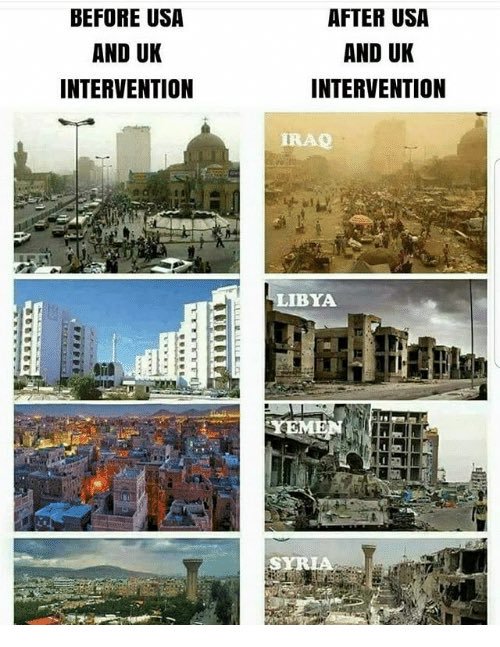 BEFORE USA
AND UK
INTERVENTION
AFTER USA
AND UK
INTERVENTION
IRAQ
LIBYA
YEMEN
SYRIA